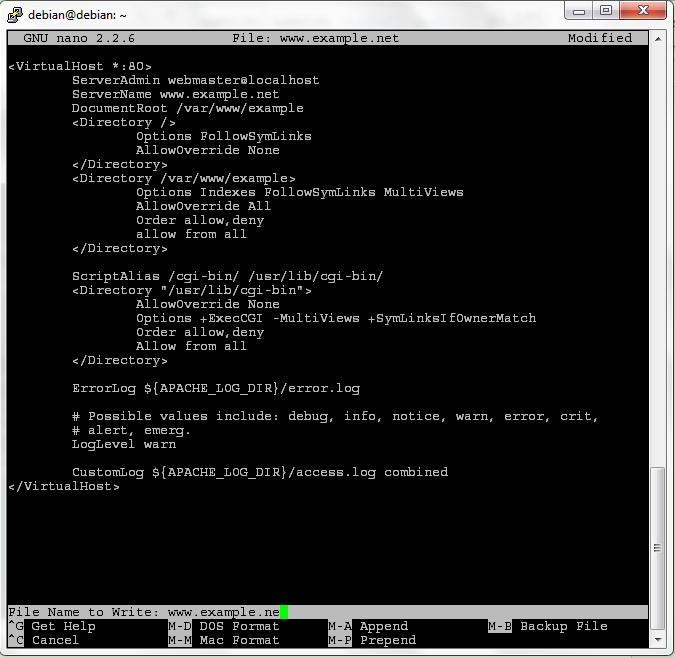 debian@debian: ~
GNU nano 2.2.6 File: www.example.net Modified
<VirtualHost *:80>
ServerAdmin webmaster@localhost
ServerName www.example.net
DocumentRoot /var/www/example
<Directory />
Options FollowSymLinks
AllowOverride None
</Directory>
<Directory /var/www/example>
Options Indexes FollowSymLinks MultiViews
AllowOverride All
Order allow,deny
allow from all
</Directory>
ScriptAlias /cgi-bin/ /usr/lib/cgi-bin/
<Directory "/usr/lib/cgi-bin">
AllowOverride None
Options +ExecCGI -MultiViews +SymLinksIfOwnerMatch
Order allow,deny
Allow from all
</Directory>
ErrorLog ${APACHE_LOG_DIR}/error.log
# Possible values include: debug, info, notice, warn, error, crit,
# alert, emerg.
LogLevel warn
CustomLog ${APACHE_LOG_DIR}/access.log combined
</VirtualHost>
File Name to Write: www.example.ne
^G Get Help M-D DOS Format M-A Append M-B Backup File
^C Cancel M-M Mac Format M-P Prepend